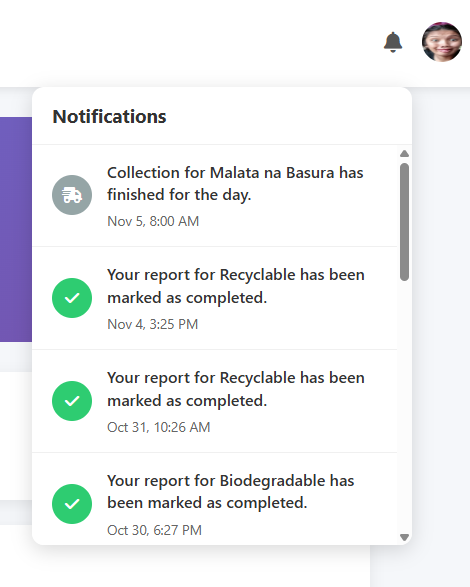 Notifications
Collection for Malata na Basura has
finished for the day.
Nov 5, 8:00 AM
Your report for Recyclable has been
marked as completed.
Nov 4, 3:25 PM
Your report for Recyclable has been
marked as completed.
Oct 31, 10:26 AM
Your report for Biodegradable has
been marked as completed.
Oct 30, 6:27 PM